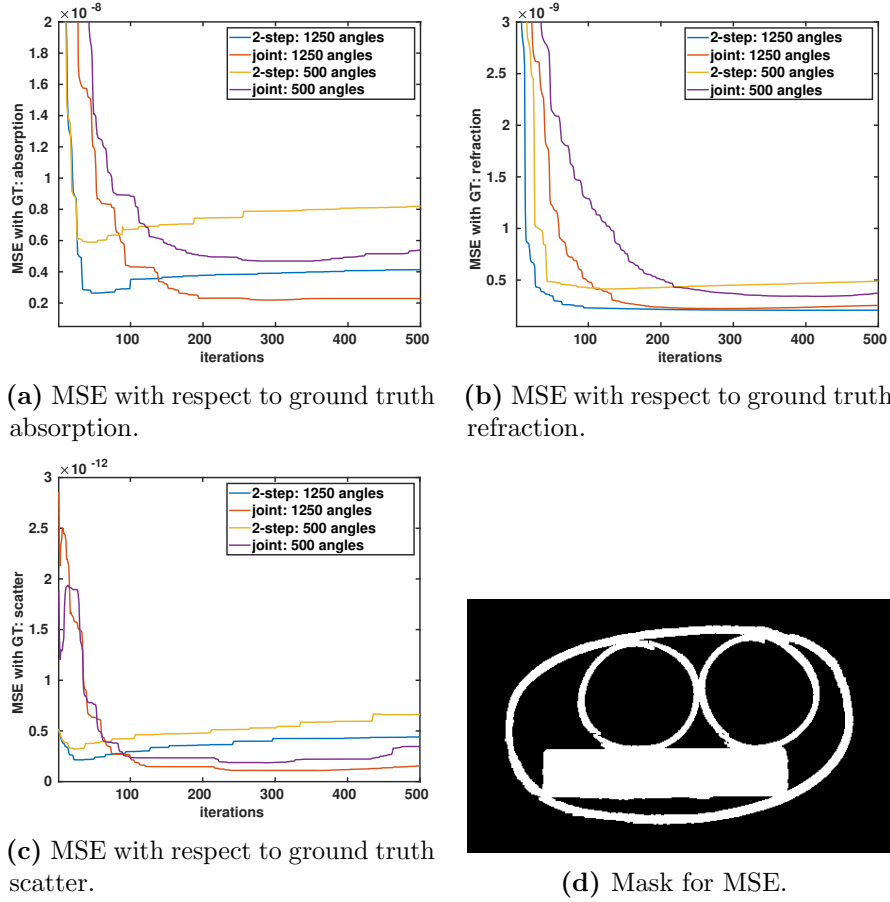 ×10 -8
2
1.8
1.6
1.4
1.2
1
0.8
0.6
0.4
0.2
100
200
300
400
500
MSE with GT: absorption
iterations
2-step: 1250 angles
joint: 1250 angles
2-step: 500 angles
joint: 500 angles
(a) MSE with respect to ground truth
absorption.
×10 -9
3
2.5
2
1.5
1
0.5
100
200
300
400
500
MSE with GT: refraction
iterations
2-step: 1250 angles
joint: 1250 angles
2-step: 500 angles
joint: 500 angles
(b) MSE with respect to ground truth
refraction.
×10 -12
3
2.5
2
1.5
1
0.5
0
100
200
300
400
500
MSE with GT: scatter
iterations
2-step: 1250 angles
joint: 1250 angles
2-step: 500 angles
joint: 500 angles
(c) MSE with respect to ground truth
scatter.
(d) Mask for MSE.